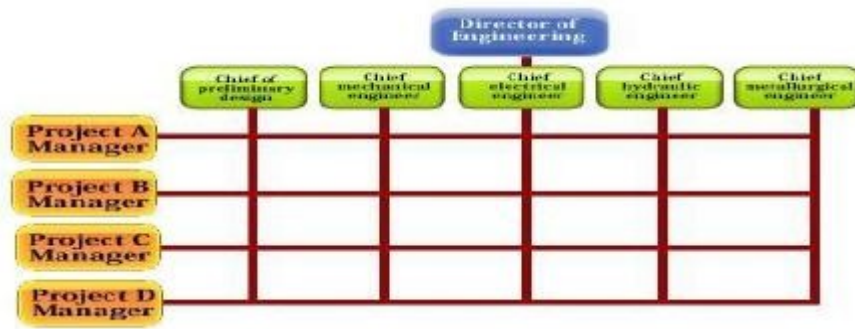 Director of
Engineering
Chief of
preliminary
design
Chief
mechanical
engineer
Chief
electrical
engineer
Chief
hydraulic
engineer
Chief
metallurgical
engineer
Project A
Manager
Project B
Manager
Project C
Manager
Project D
Manager